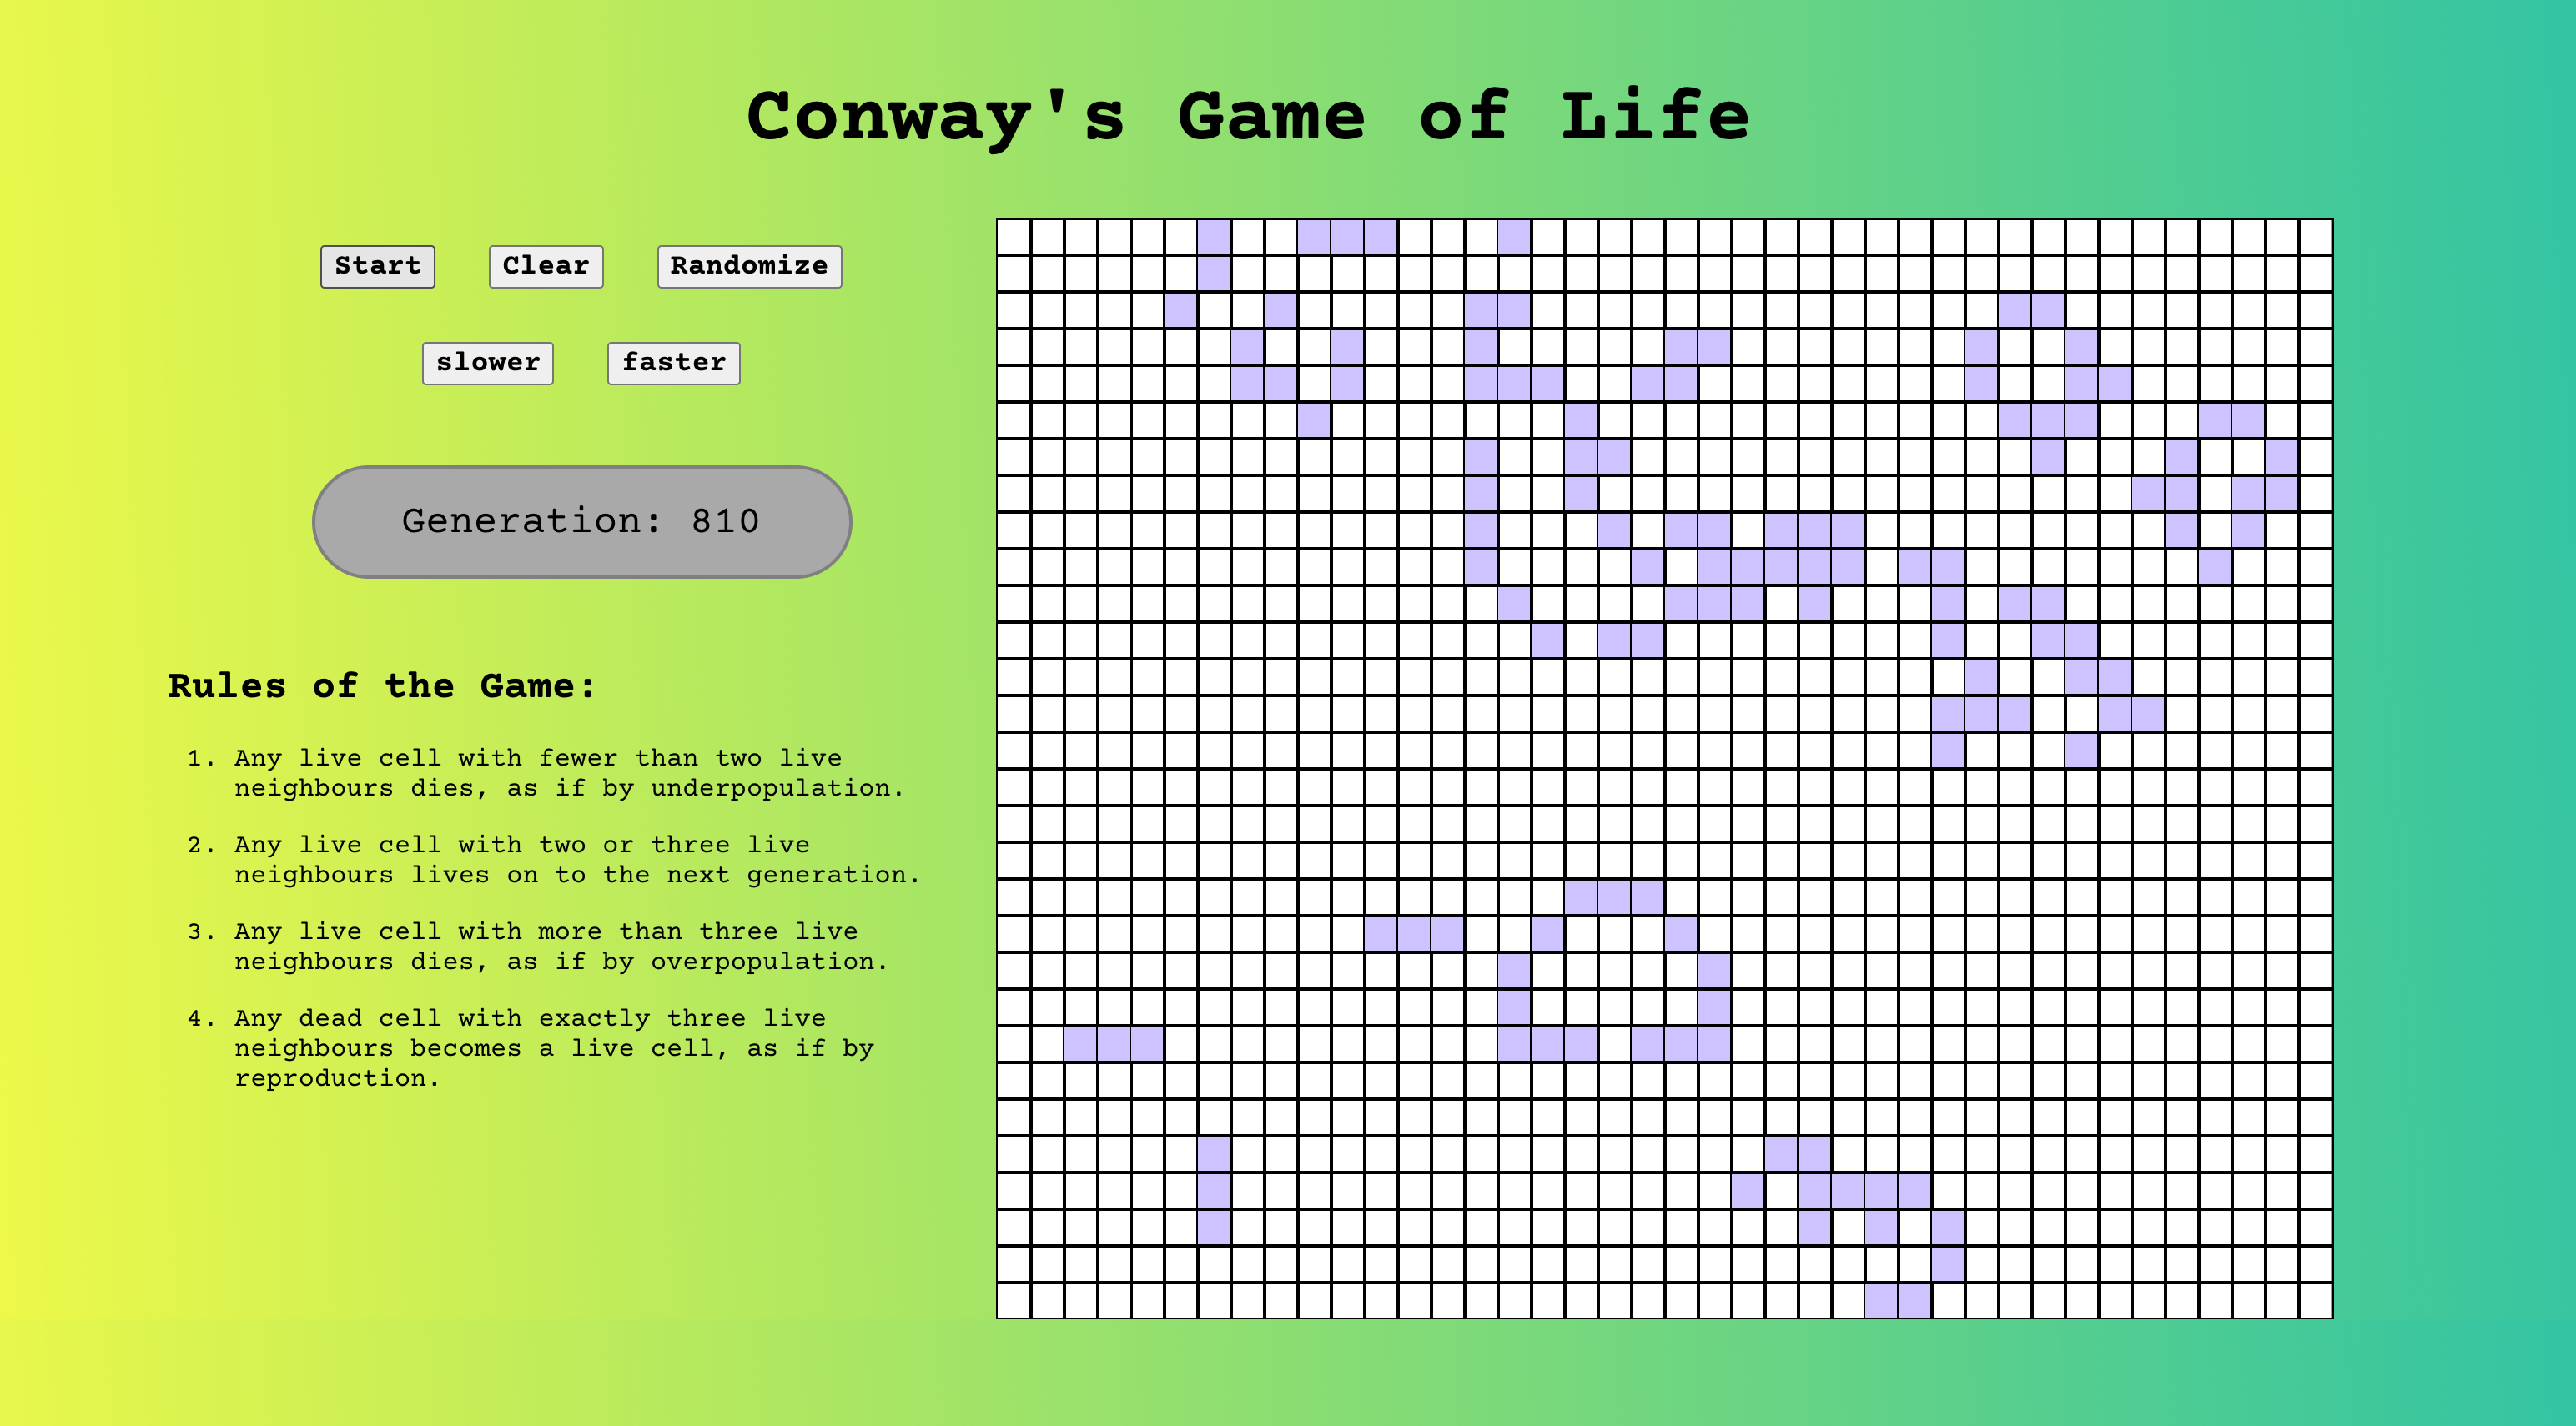 Conway's Game of Life
Start
Clear
Randomize
slower
faster
Generation: 810
Rules of the Game:
1. Any live cell with fewer than two live
neighbours dies, as if by underpopulation.
2. Any live cell with two or three live
neighbours lives on to the next generation.
3. Any live cell with more than three live
neighbours dies, as if by overpopulation.
4. Any dead cell with exactly three live
neighbours becomes a live cell, as if by
reproduction.